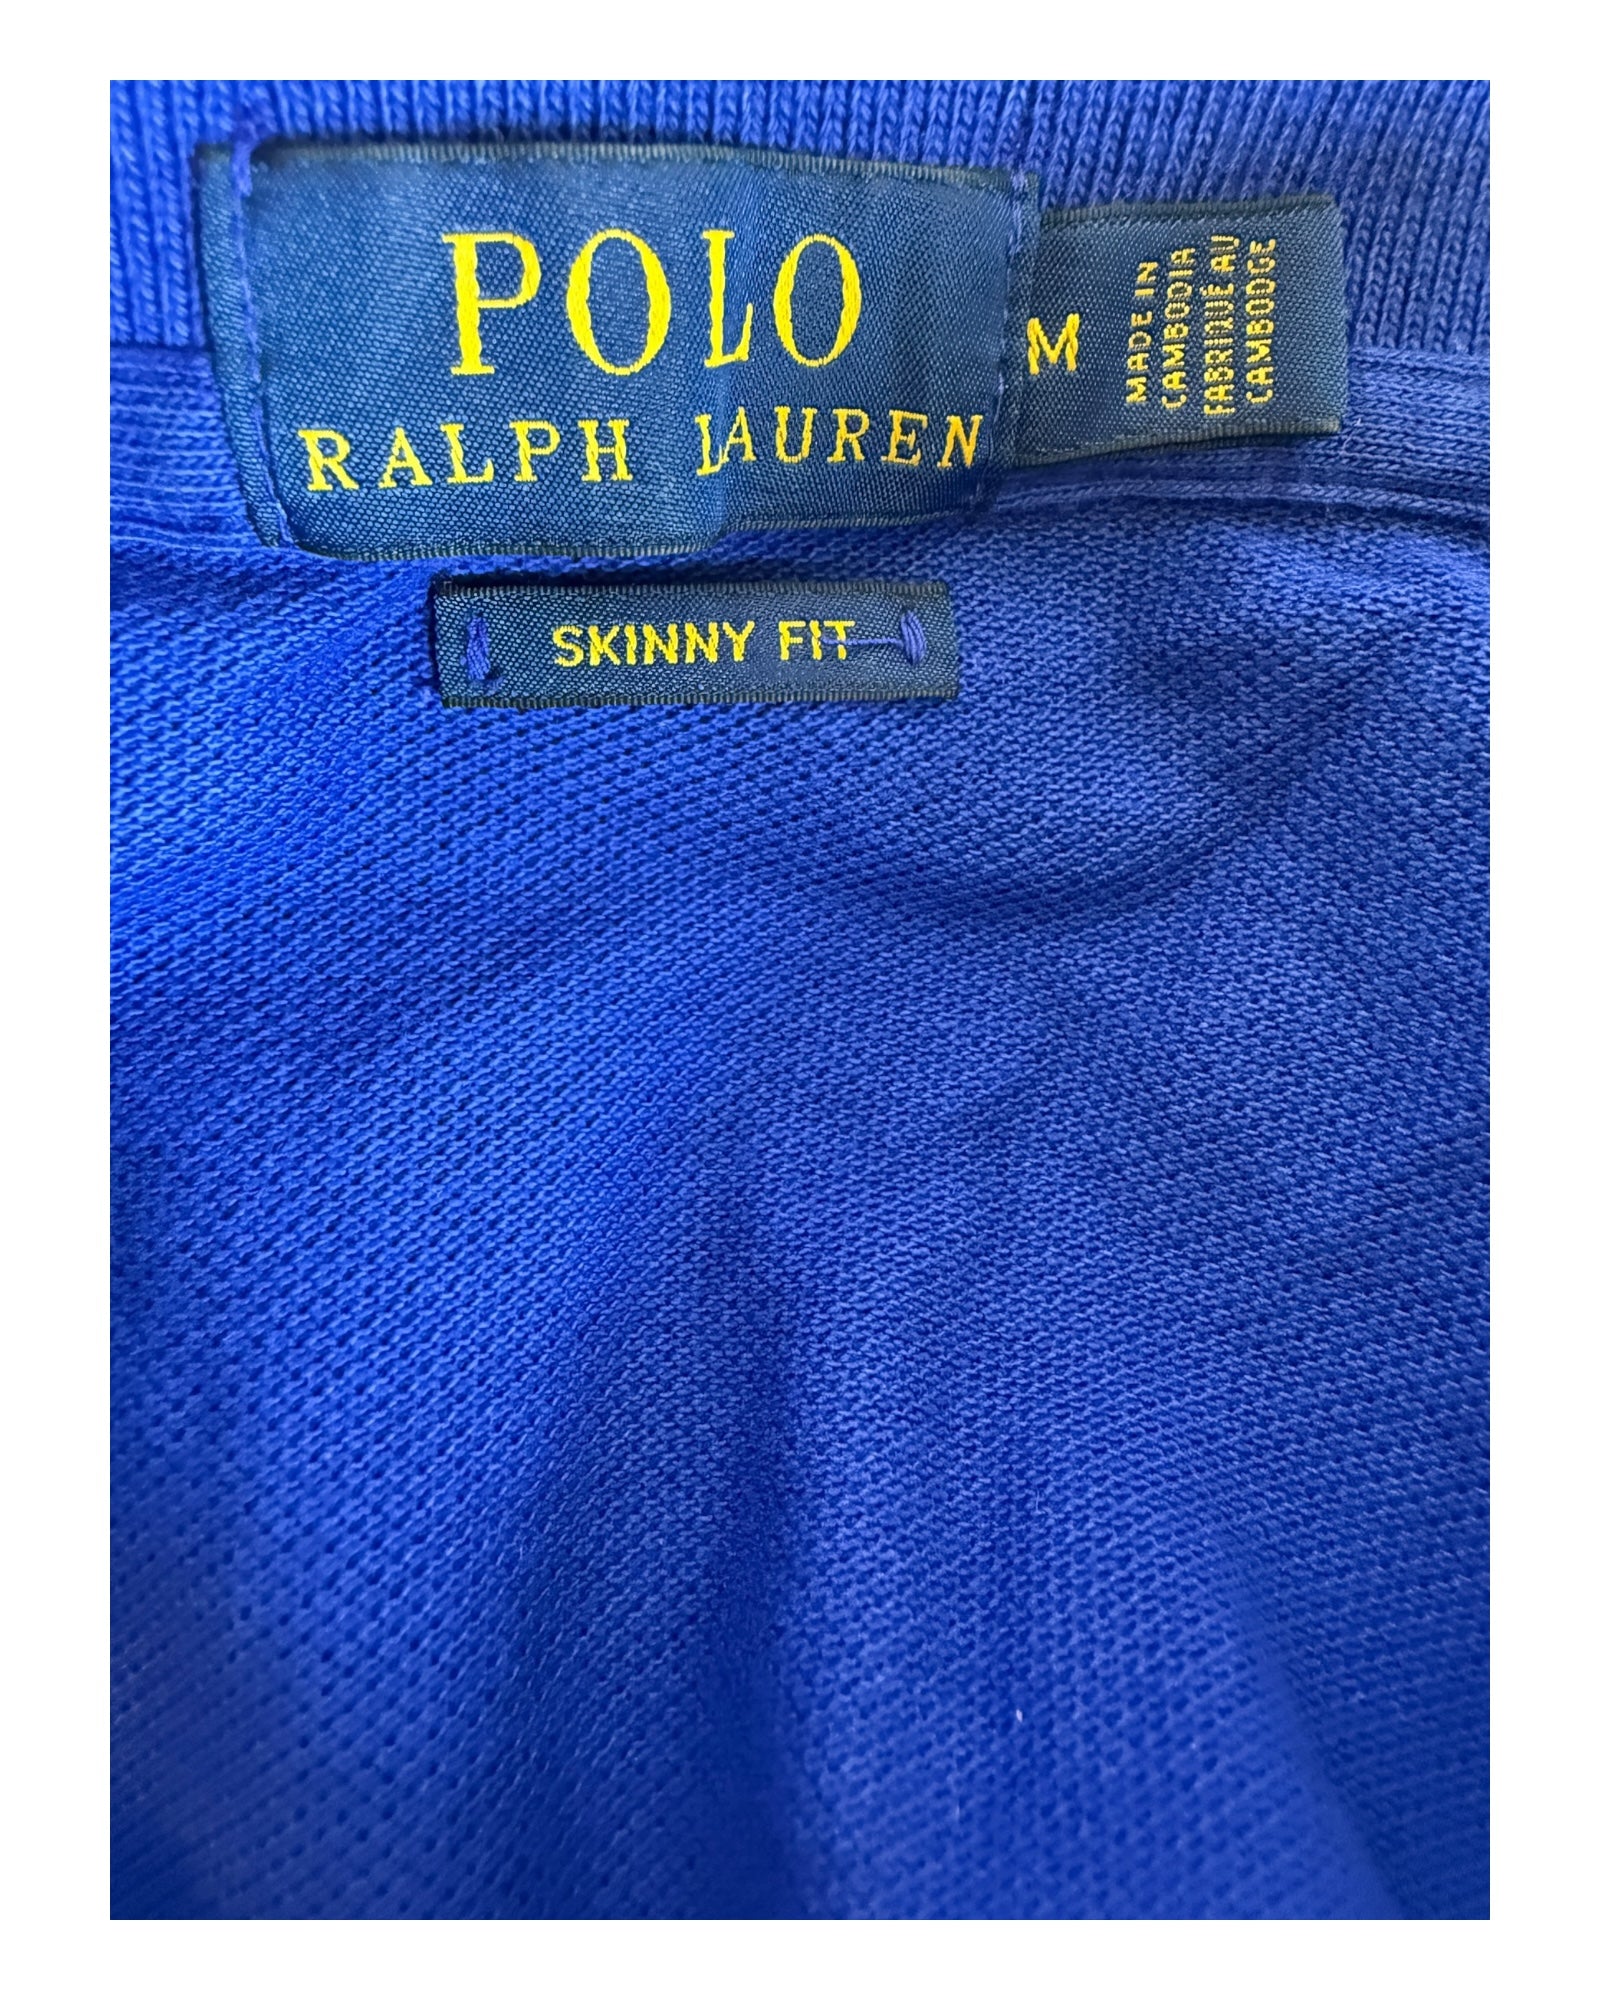 POLO
RALPH LAUREN
M
MADE IN
CAMBODIA
FABRIQUÉ AU
CAMBODGE
SKINNY FIT